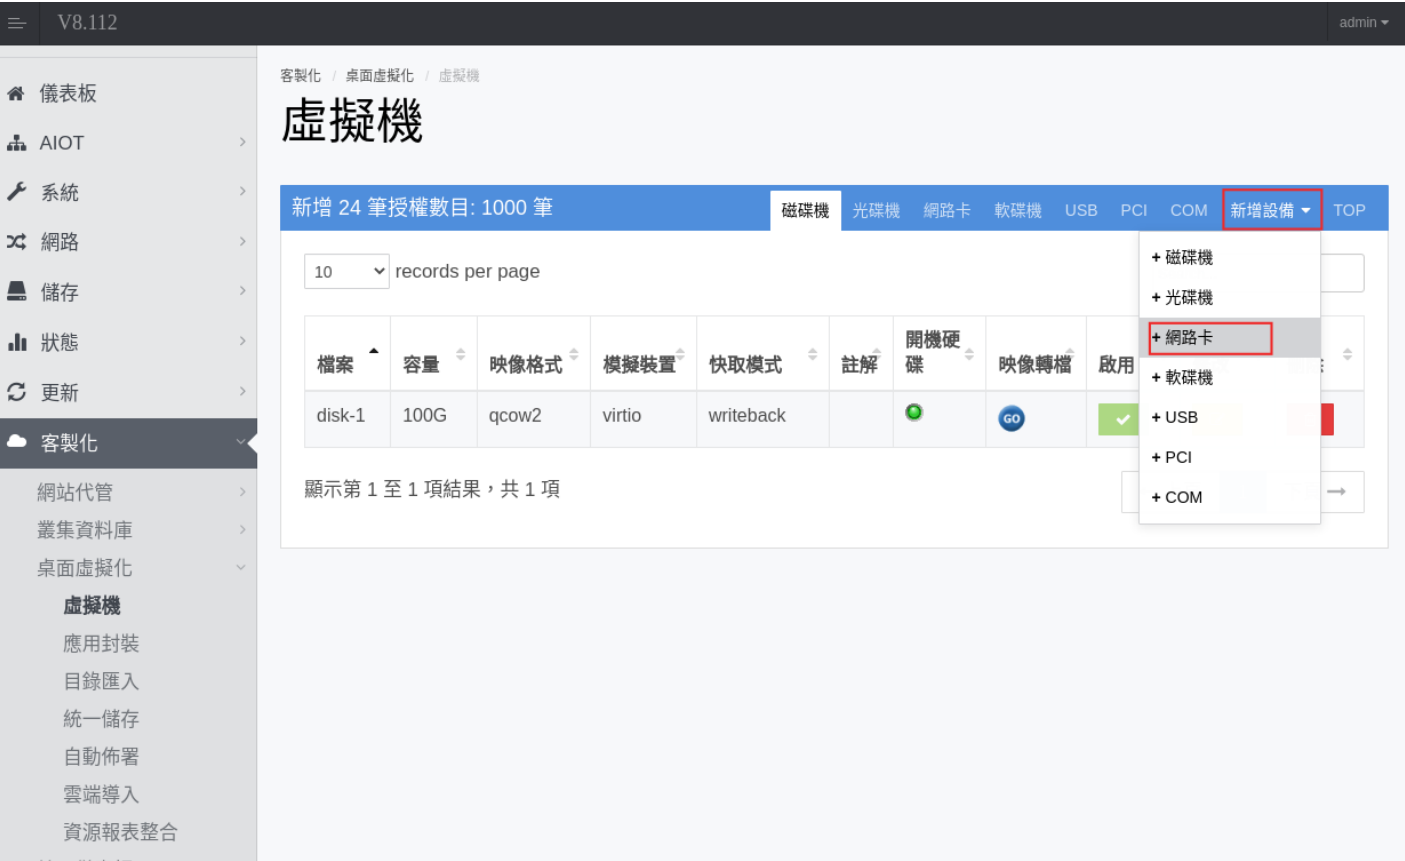 V8.112
admin
儀表板
AIOT
系統
網路
儲存
狀態
更新
客製化
網站代管
叢集資料庫
桌面虛擬化
虛擬機
應用封裝
目錄匯入
統一儲存
自動佈署
雲端導入
資源報表整合
客製化 / 桌面虛擬化 / 虛擬機
虛擬機
新增 24 筆授權數目: 1000 筆
磁碟機 光碟機 網路卡 軟碟機 USB PCI COM 新增設備 TOP
+ 磁碟機
+ 光碟機
+ 網路卡
+ 軟碟機
+ USB
+ PCI
+ COM
10 records per page
檔案 容量 映像格式 模擬裝置 快取模式 註解 開機硬碟 映像轉檔 啟用
disk-1 100G qcow2 virtio writeback GO
顯示第 1 至 1 項結果，共 1 項